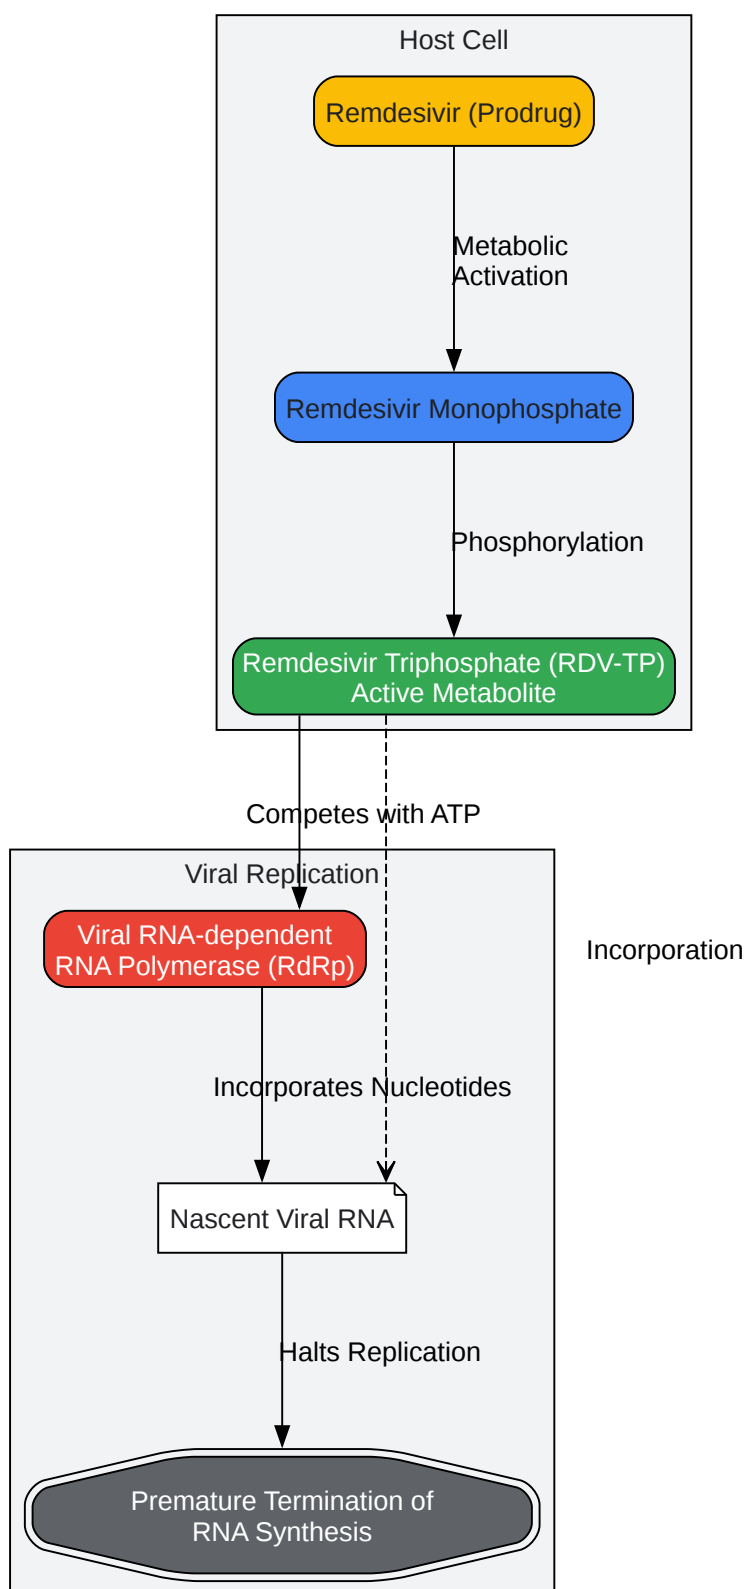 Host Cell
Remdesivir (Prodrug)
Metabolic
Activation
Remdesivir Monophosphate
Phosphorylation
Remdesivir Triphosphate (RDV-TP)
Active Metabolite
Competes with ATP
Viral Replication
Viral RNA-dependent
RNA Polymerase (RdRp)
Incorporation
Incorporates Nucleotides
Nascent Viral RNA
Halts Replication
Premature Termination of
RNA Synthesis